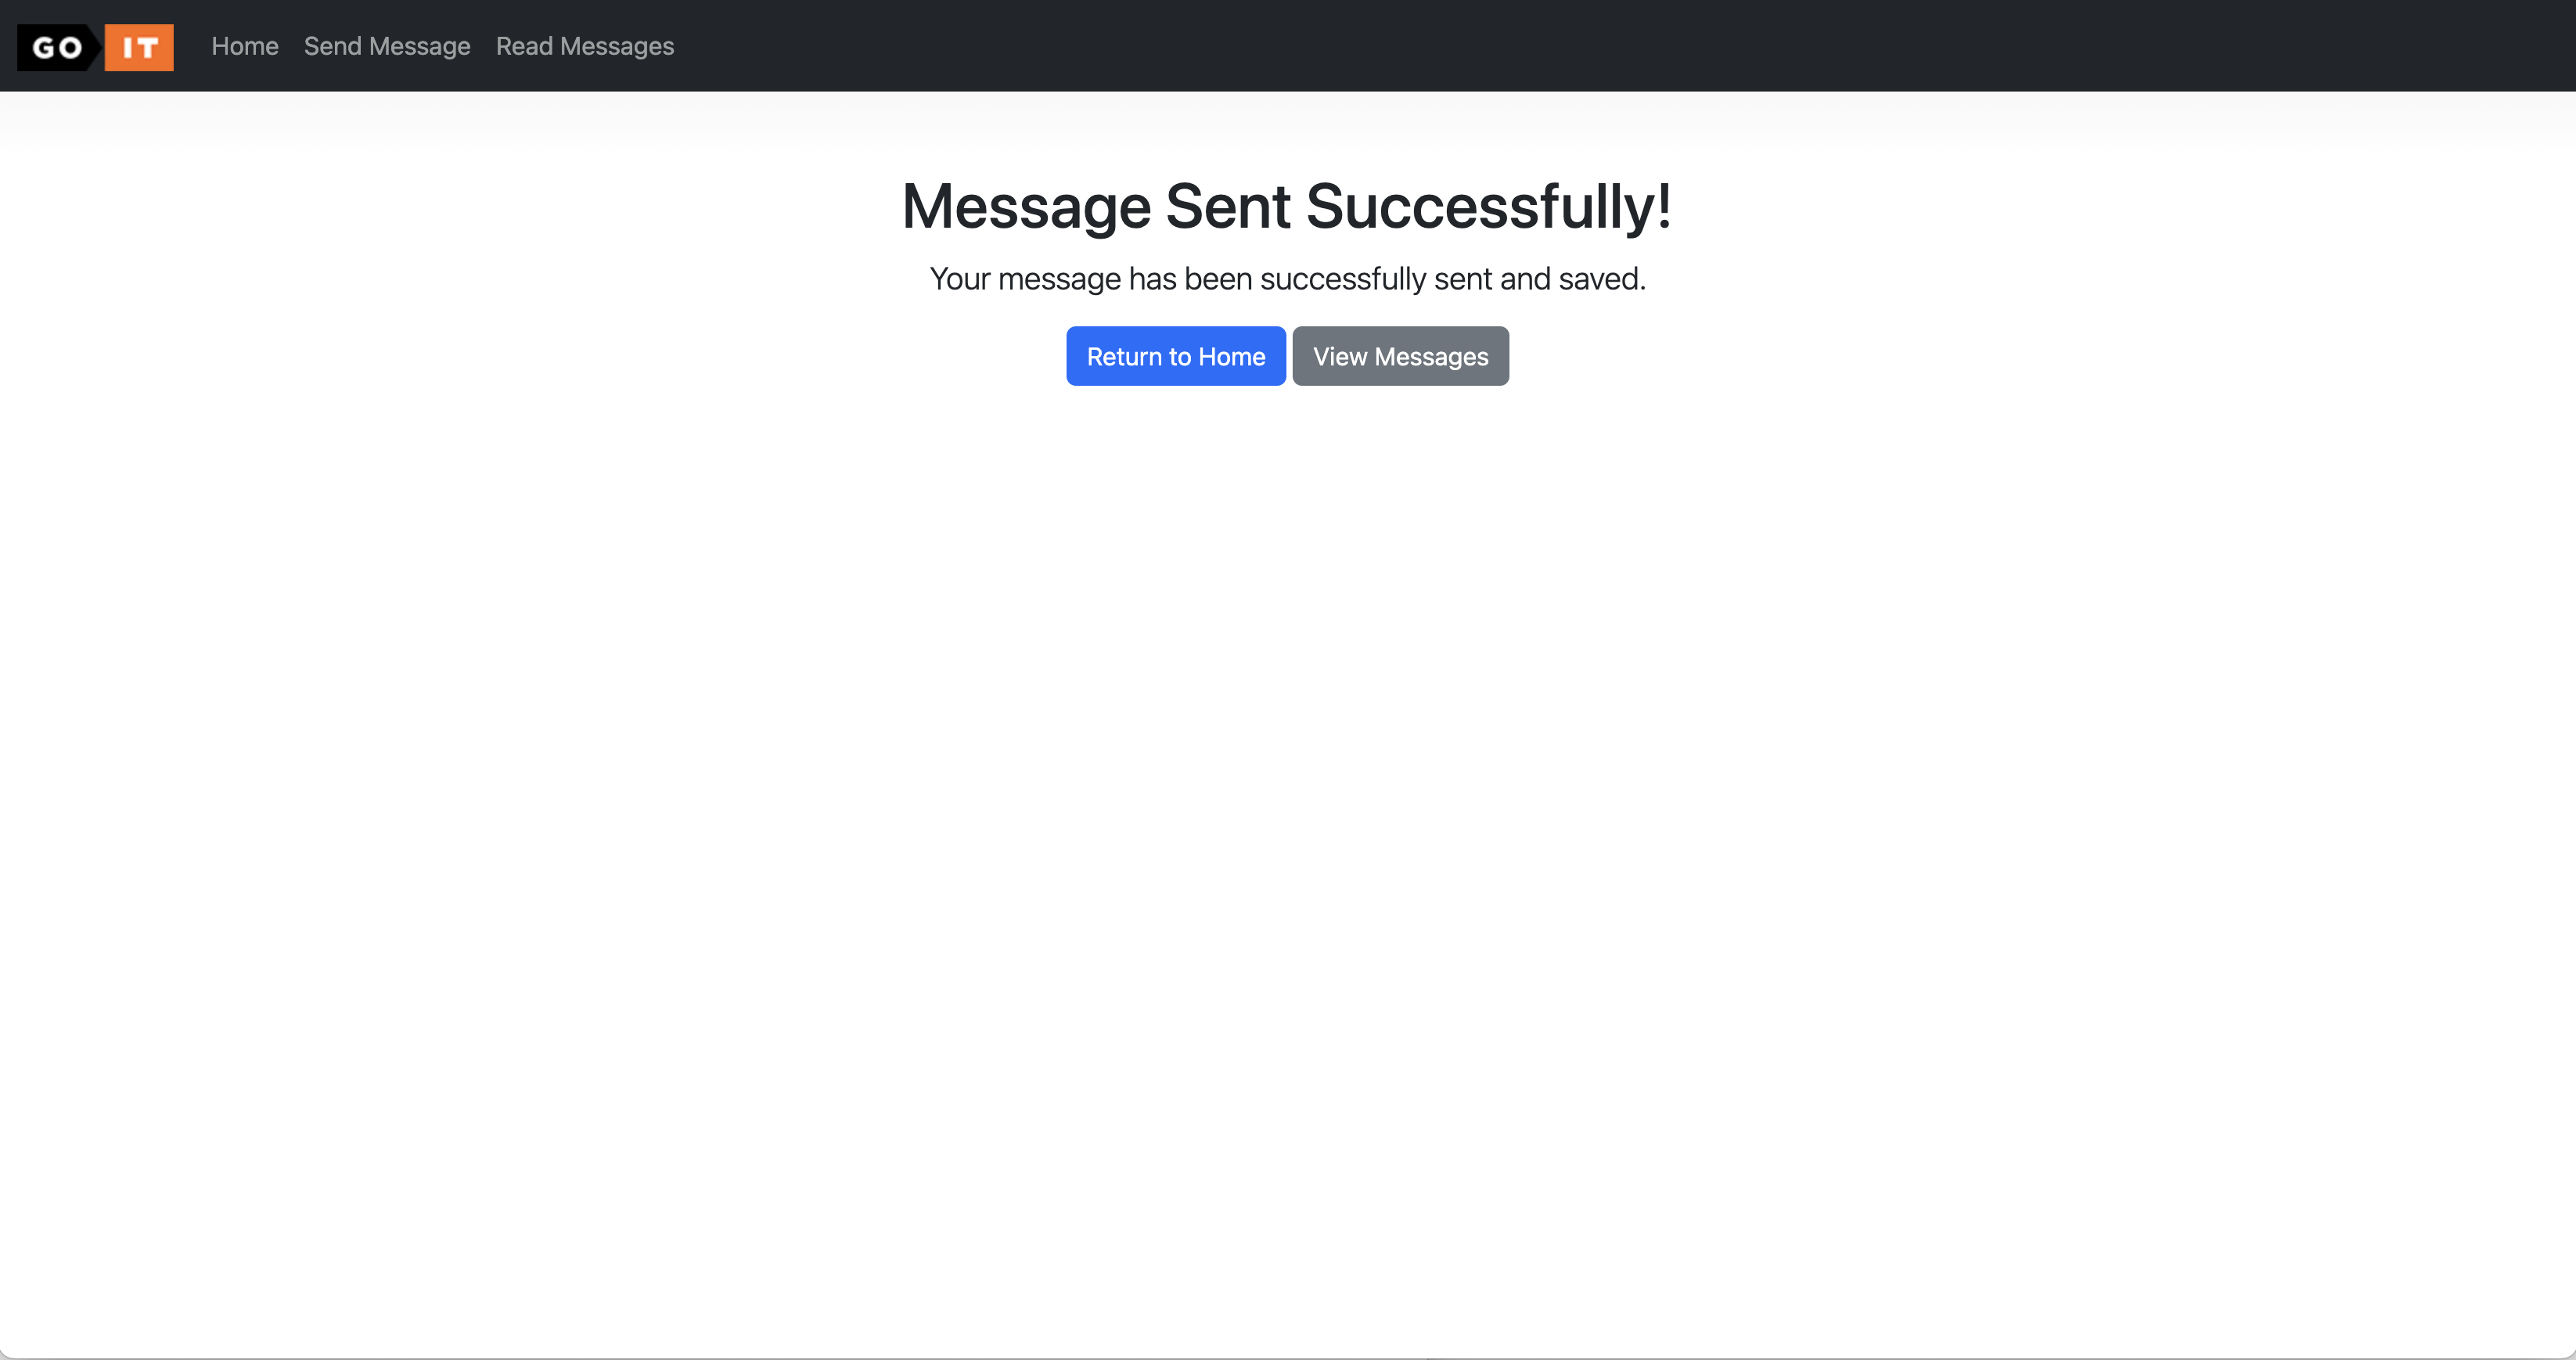 GO IT Home Send Message Read Messages
Message Sent Successfully!
Your message has been successfully sent and saved.
Return to Home View Messages